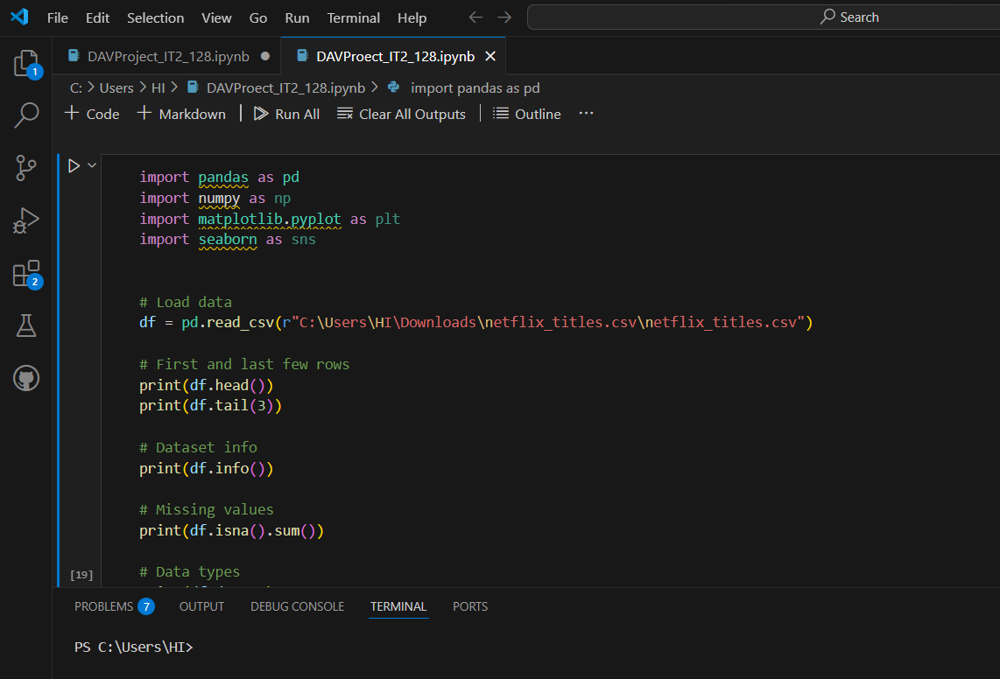 File Edit Selection View Go Run Terminal Help Search
1
DAVProject_IT2_128.ipynb DAVProect_IT2_128.ipynb
C: > Users > HI > DAVProect_IT2_128.ipynb > import pandas as pd
+ Code + Markdown | Run All Clear All Outputs | Outline ...
import pandas as pd
import numpy as np
import matplotlib.pyplot as plt
import seaborn as sns
2
# Load data
df = pd.read_csv(r"C:\Users\HI\Downloads\netflix_titles.csv\netflix_titles.csv")
# First and last few rows
print(df.head())
print(df.tail(3))
# Dataset info
print(df.info())
# Missing values
print(df.isna().sum())
[19]
# Data types
PROBLEMS 7 OUTPUT DEBUG CONSOLE TERMINAL PORTS
PS C:\Users\HI>